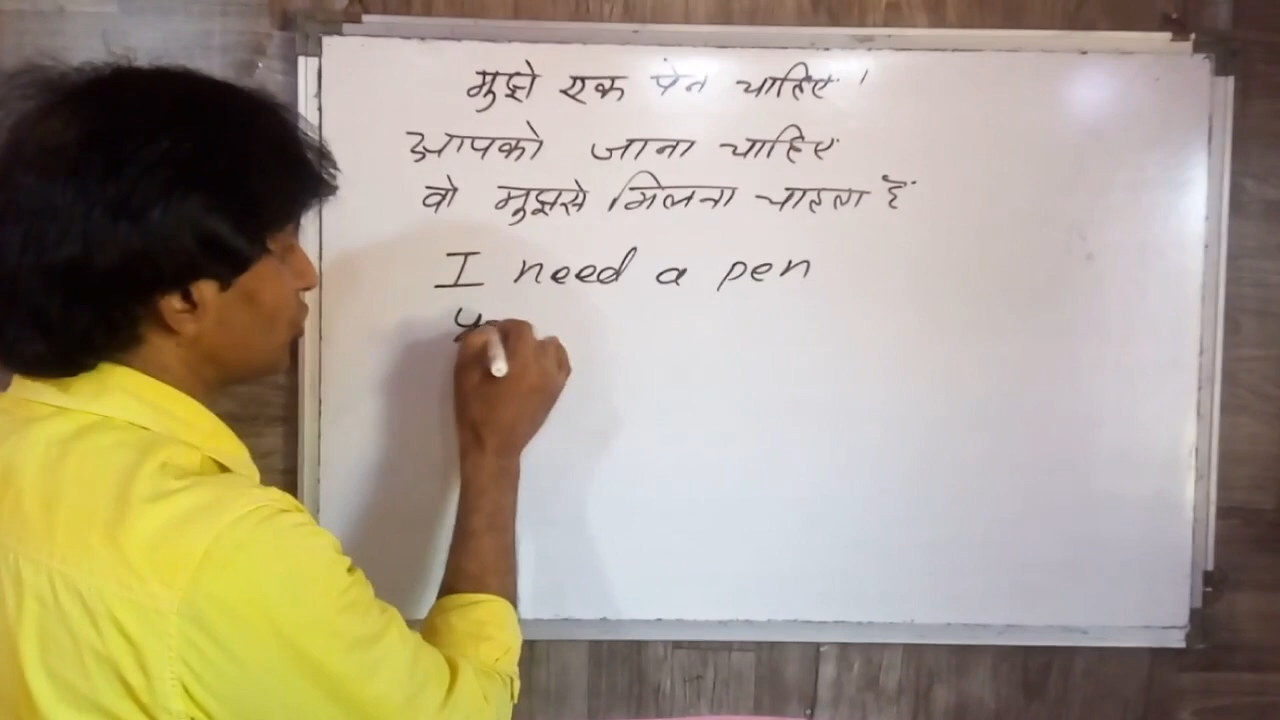 मुझे एक पेन चाहिए ।
आपको जाना चाहिए
वो मुझसे मिलना चाहता हैं
I need a pen